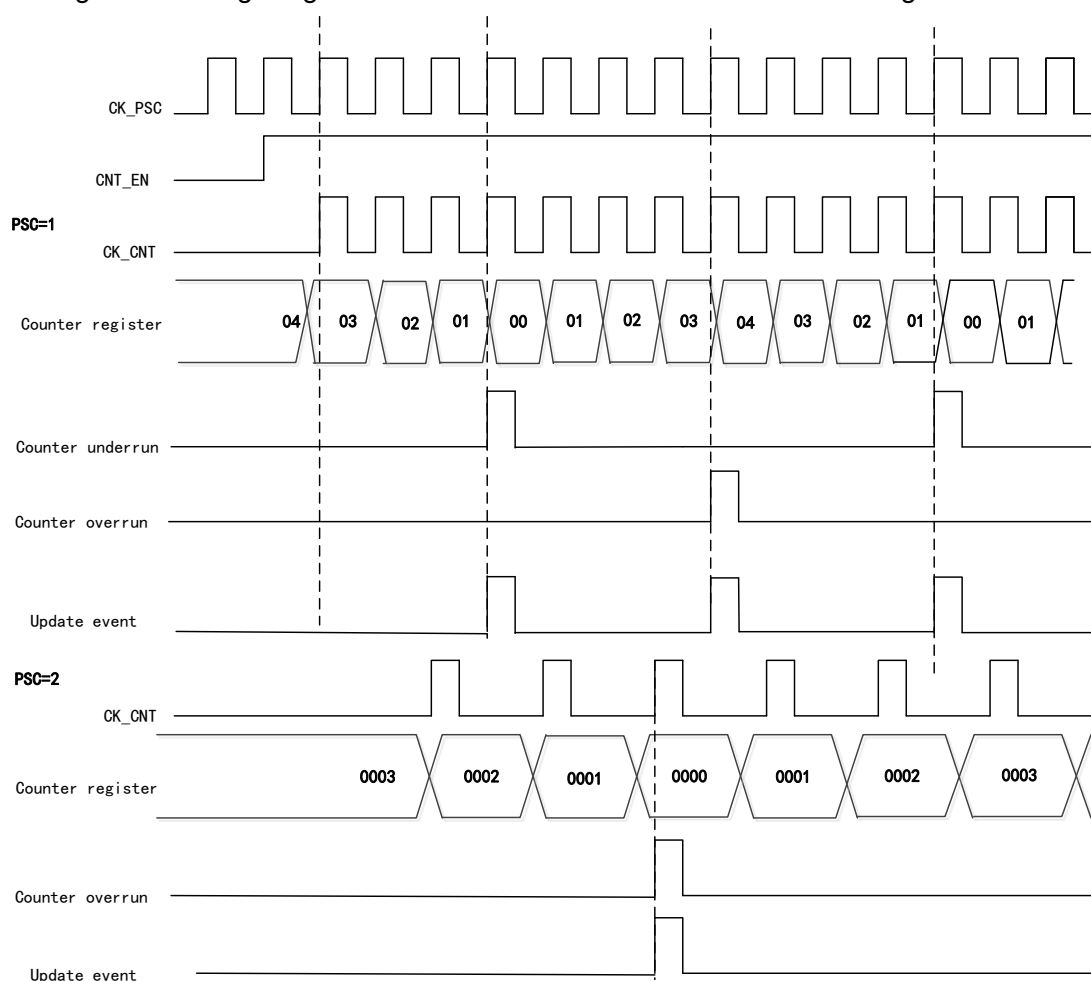 CK_PSC
CNT_EN
PSC=1
CK_CNT
Counter register 04 03 02 01 00 01 02 03 04 03 02 01 00 01
Counter underrun
Counter overrun
Update event
PSC=2
CK_CNT
Counter register 0003 0002 0001 0000 0001 0002 0003
Counter overrun
Update event